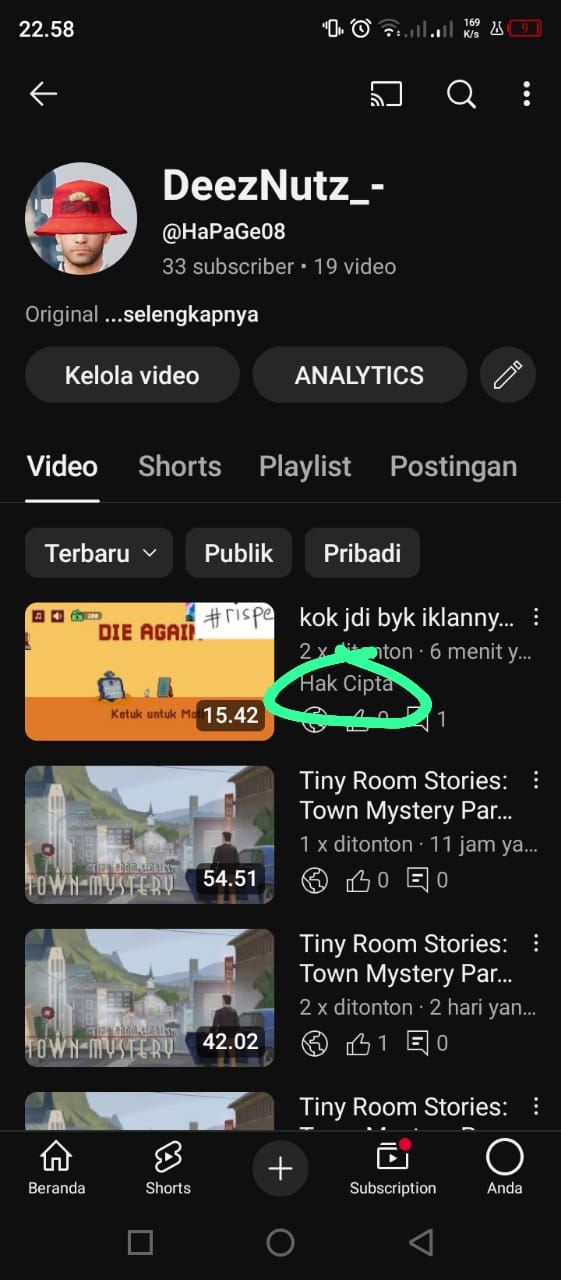 22.58
169
K/s
9
DeezNutz_-
@HaPaGe08
33 subscriber • 19 video
Original ...selengkapnya
Kelola video
ANALYTICS
Video
Shorts
Playlist
Postingan
Terbaru
Publik
Pribadi
DIE AGAIN
#rispe
Ketuk untuk
15.42
kok jdi byk iklanny...
2 x ditonton · 6 menit y...
Hak Cipta
0
1
TOWN MYSTERY
54.51
Tiny Room Stories:
Town Mystery Par...
1 x ditonton · 11 jam ya...
0
0
TOWN MYSTERY
42.02
Tiny Room Stories:
Town Mystery Par...
2 x ditonton · 2 hari yan...
1
0
Tiny Room Stories:
Beranda
Shorts
Subscription
Anda